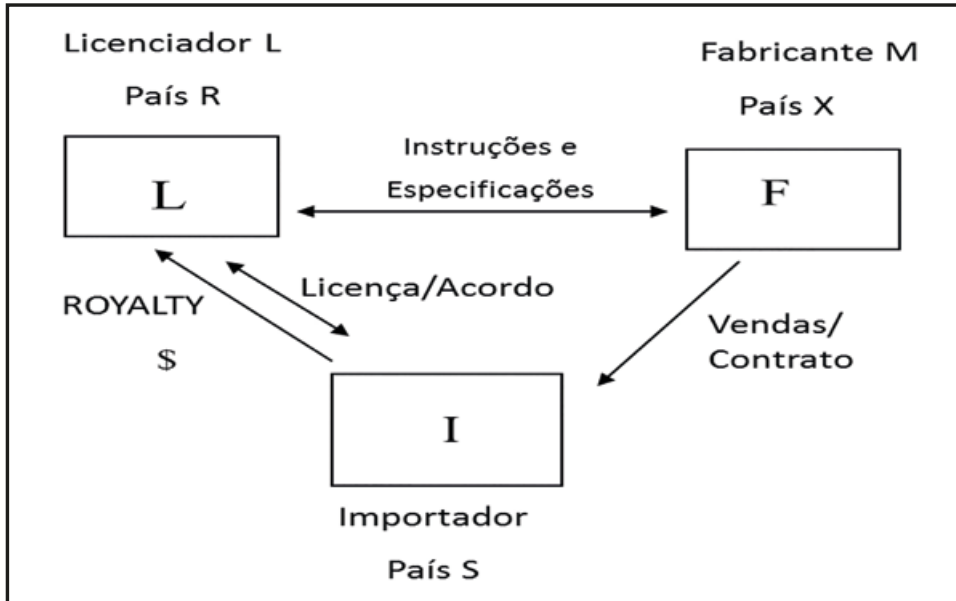 Licenciador L
País R
L
Fabricante M
País X
F
Instruções e
Especificações
Licença/Acordo
ROYALTY
$
Vendas/
Contrato
I
Importador
País S